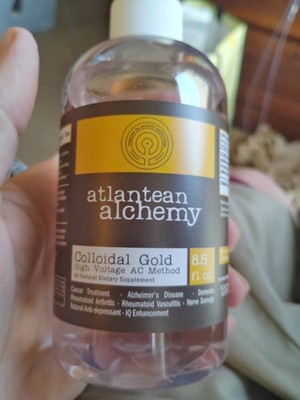 atlantean
alchemy
Colloidal Gold
High Voltage AC Method
All Natural Dietary Supplement
8.5
fl oz
Cancer Treatment - Alzheimer's Disease - Dementia
Rheumatoid Arthritis - Rheumatoid Vasculitis - Nerve Damage
Natural Anti-depressant - IQ Enhancement